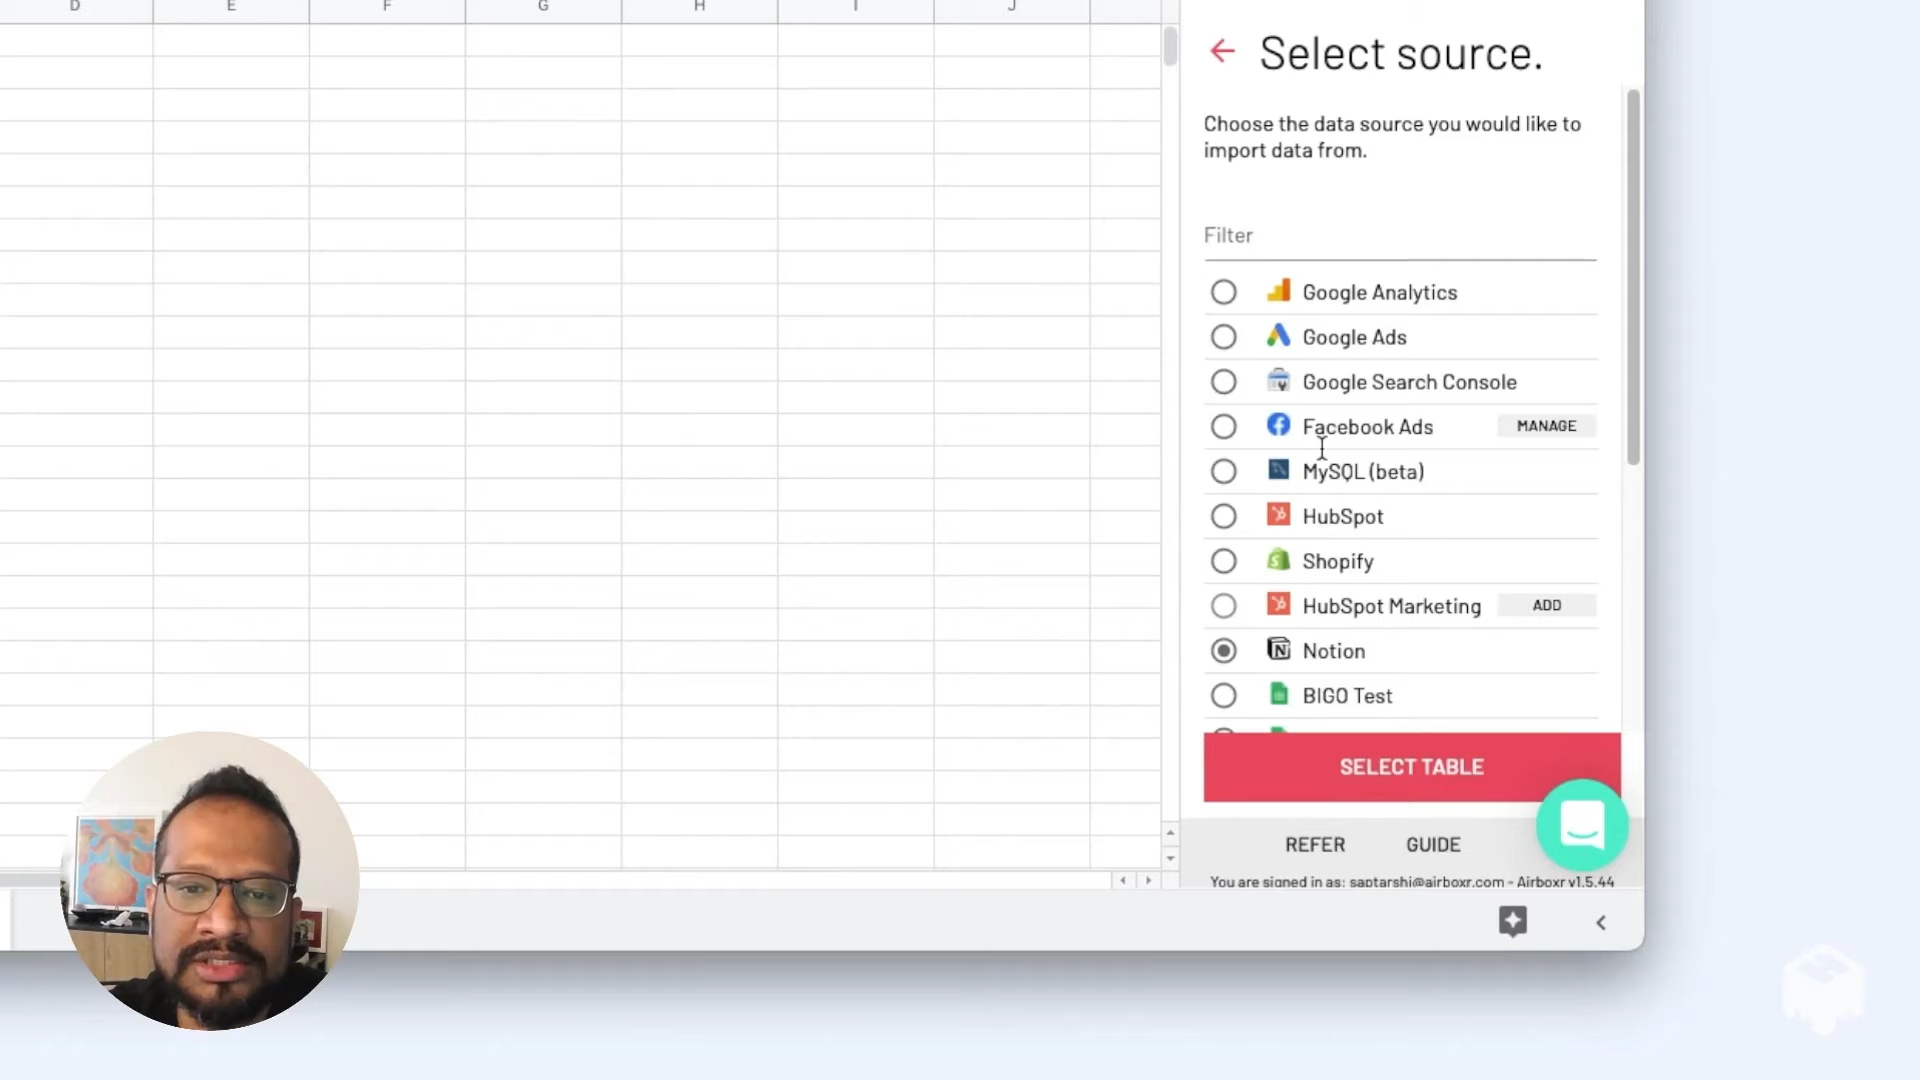 D E F G H I J
Select source.
Choose the data source you would like to
import data from.
Filter
Google Analytics
Google Ads
Google Search Console
Facebook Ads MANAGE
MySQL (beta)
HubSpot
Shopify
HubSpot Marketing ADD
Notion
BIGO Test
SELECT TABLE
REFER GUIDE
You are signed in as: saptarshi@airboxr.com - Airboxr v1.5.44